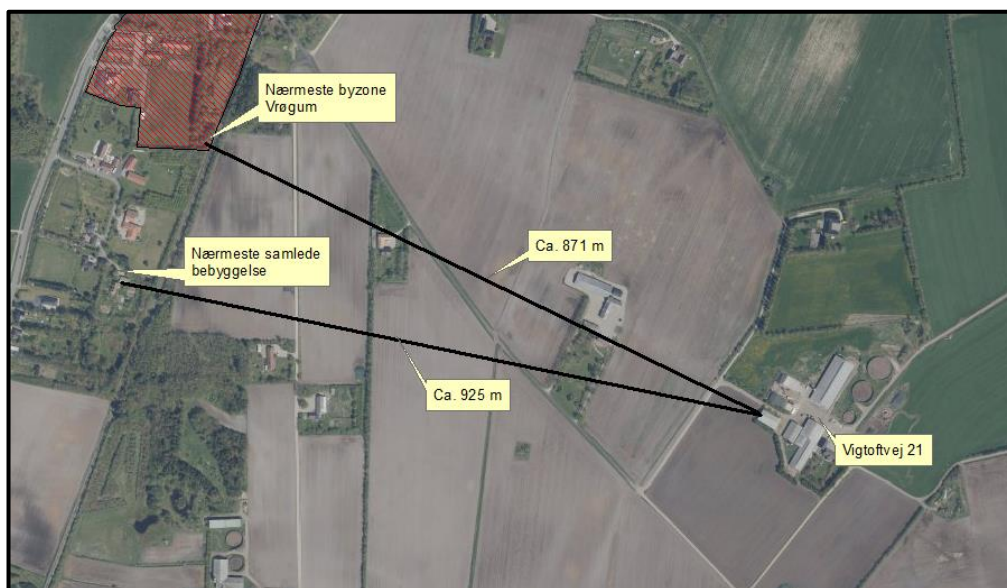 Nærmeste byzone
Vrøgum
Ca. 871 m
Nærmeste samlede
bebyggelse
Ca. 925 m
Vigtoftvej 21